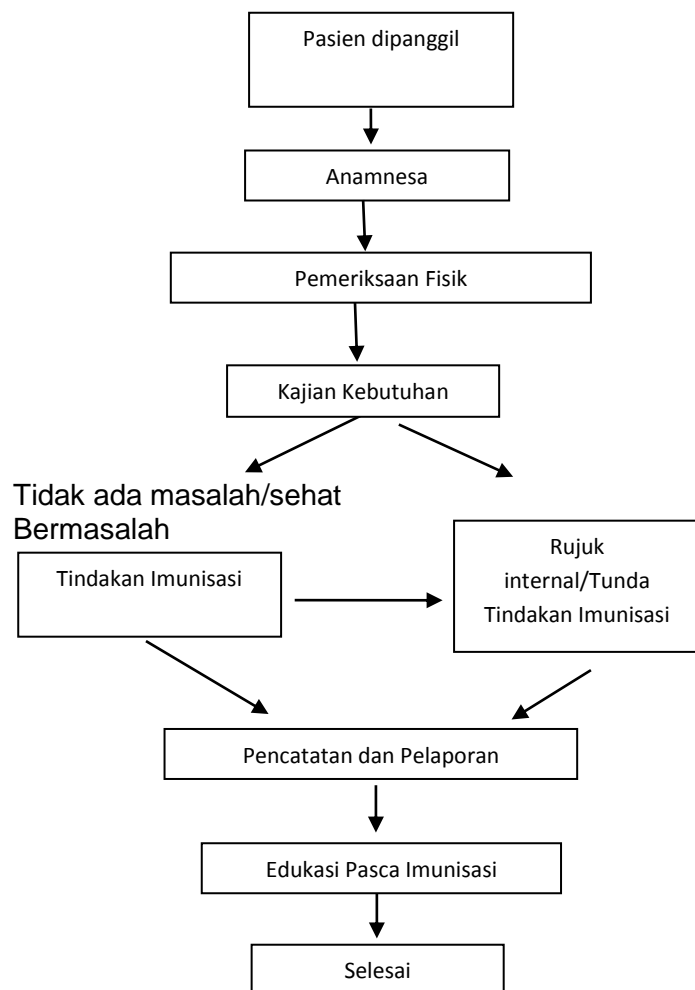 Pasien dipanggil
Anamnesa
Pemeriksaan Fisik
Kajian Kebutuhan
Tidak ada masalah/sehat
Bermasalah
Tindakan Imunisasi
Rujuk
internal/Tunda
Tindakan Imunisasi
Pencatatan dan Pelaporan
Edukasi Pasca Imunisasi
Selesai